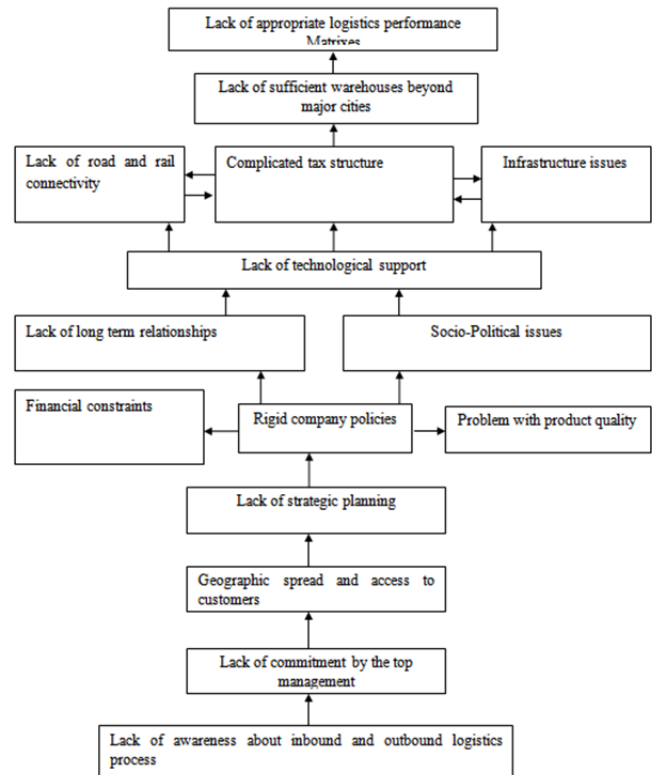 Lack of appropriate logistics performance
Matrixes
Lack of sufficient warehouses beyond
major cities
Lack of road and rail
connectivity
Complicated tax structure
Infrastructure issues
Lack of technological support
Lack of long term relationships
Socio-Political issues
Financial constraints
Rigid company policies
Problem with product quality
Lack of strategic planning
Geographic spread and access to
customers
Lack of commitment by the top
management
Lack of awareness about inbound and outbound logistics
process